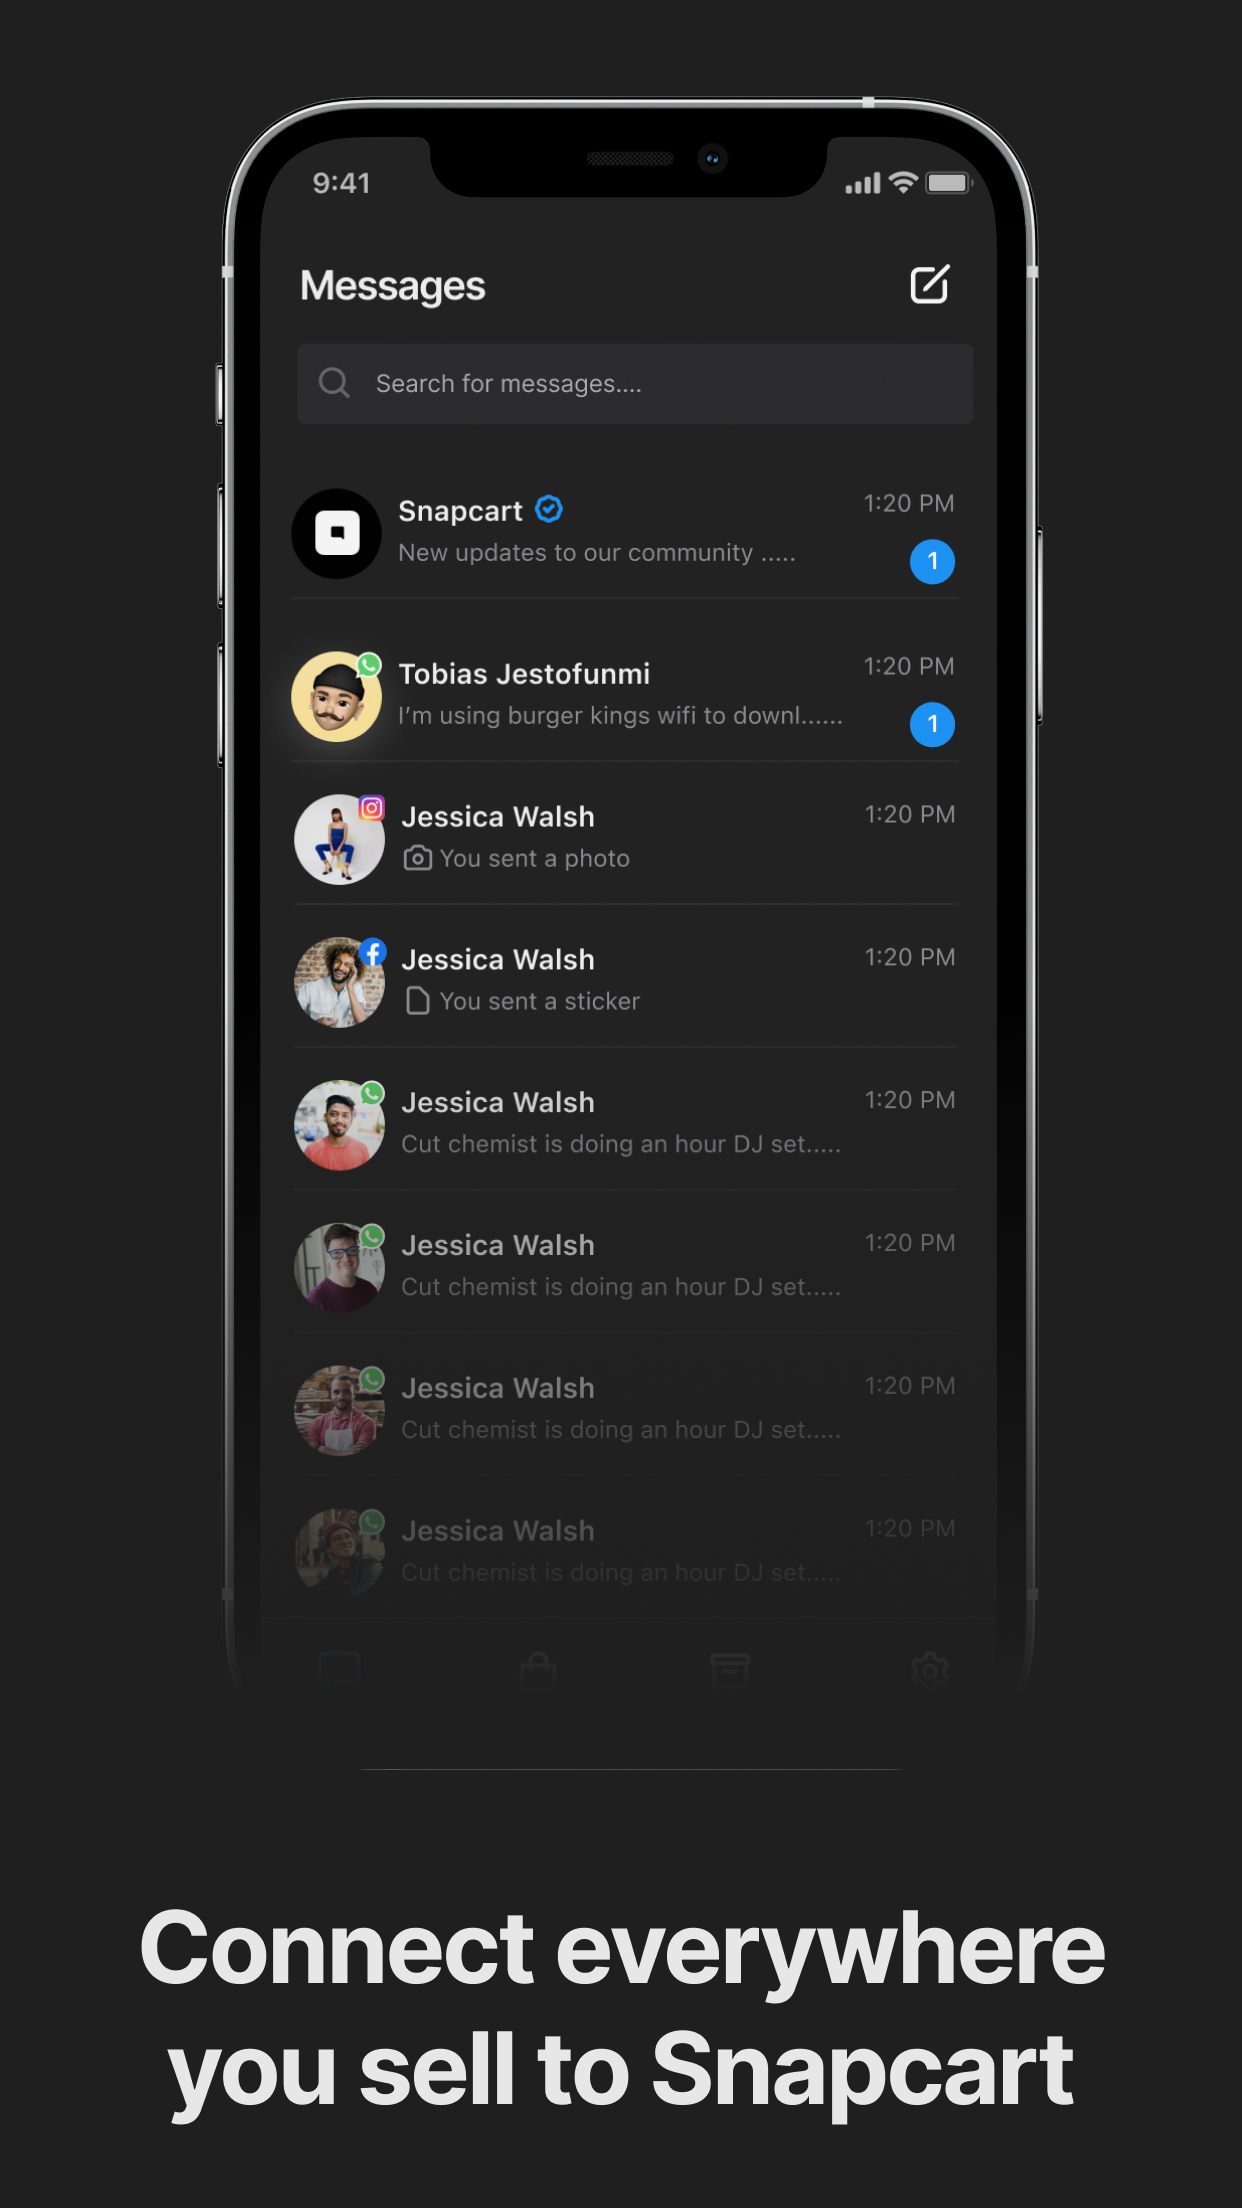 9:41
Messages
Search for messages....
Snapcart
1:20 PM
New updates to our community .....
1
Tobias Jestofunmi
1:20 PM
I'm using burger kings wifi to downl......
1
Jessica Walsh
1:20 PM
You sent a photo
Jessica Walsh
1:20 PM
You sent a sticker
Jessica Walsh
1:20 PM
Cut chemist is doing an hour DJ set.....
Jessica Walsh
1:20 PM
Cut chemist is doing an hour DJ set.....
Jessica Walsh
1:20 PM
Cut chemist is doing an hour DJ set.....
Jessica Walsh
1:20 PM
Cut chemist is doing an hour DJ set.....
Connect everywhere
you sell to Snapcart